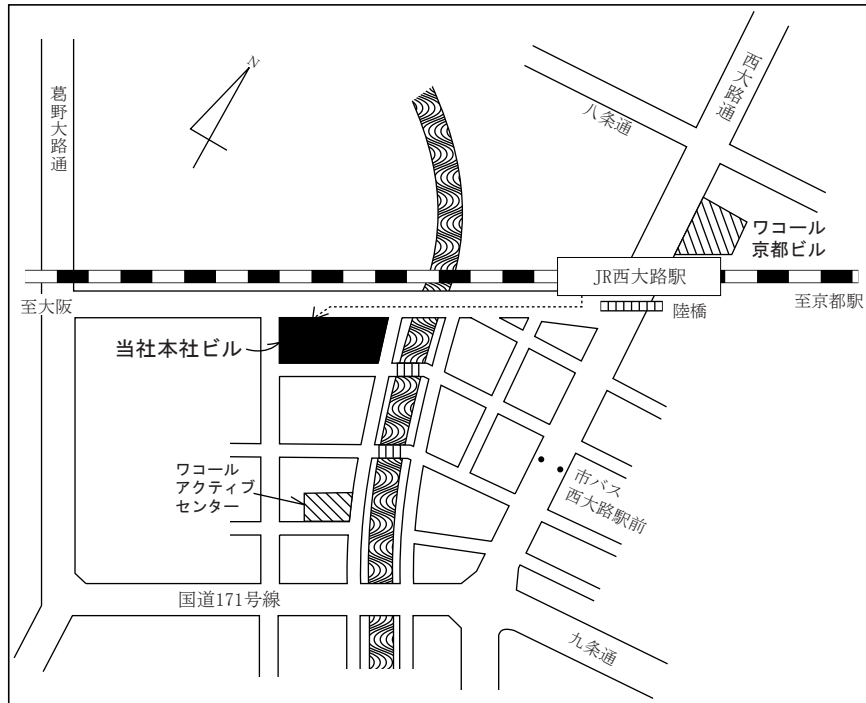 N
西大路通
葛野大路通
八条通
ワコール
京都ビル
JR西大路駅
至大阪
陸橋
至京都駅
当社本社ビル
ワコール
アクティブ
センター
市バス
西大路駅前
国道171号線
九条通